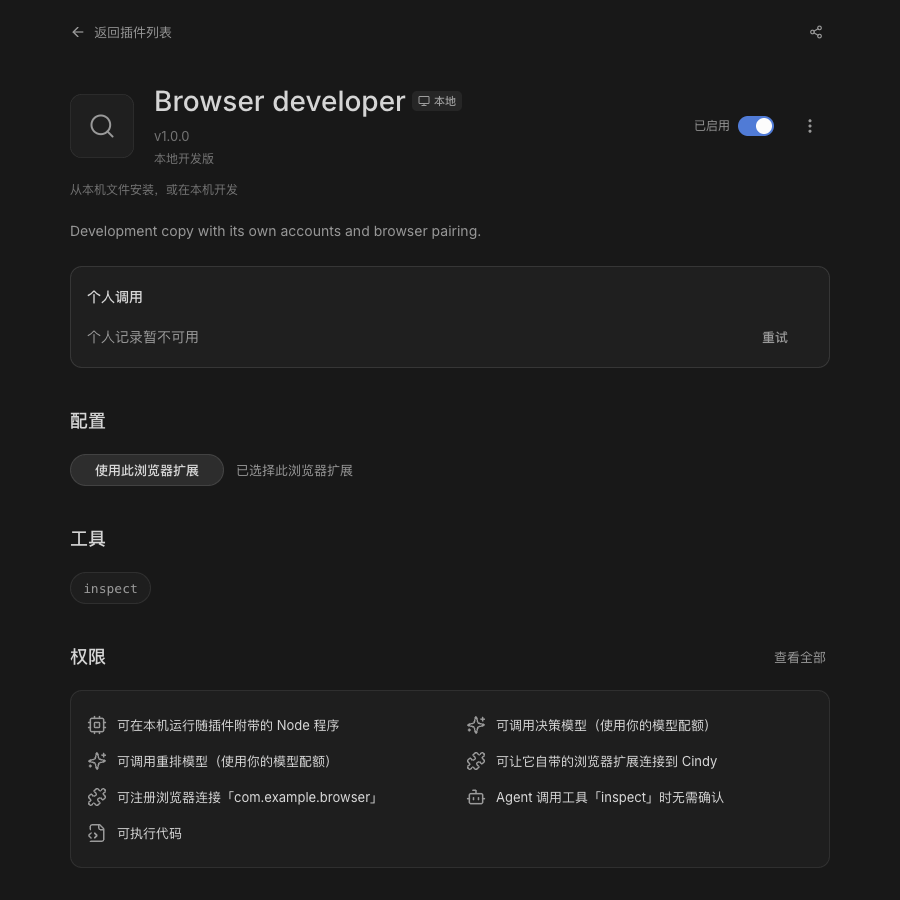 返回插件列表
Browser developer 本地
v1.0.0
本地开发版
已启用
从本机文件安装，或在本机开发
Development copy with its own accounts and browser pairing.
个人调用
个人记录暂不可用 重试
配置
使用此浏览器扩展 已选择此浏览器扩展
工具
inspect
权限 查看全部
可在本机运行随插件附带的 Node 程序 可调用决策模型（使用你的模型配额）
可调用重排模型（使用你的模型配额） 可让它自带的浏览器扩展连接到 Cindy
可注册浏览器连接「com.example.browser」 Agent 调用工具「inspect」时无需确认
可执行代码